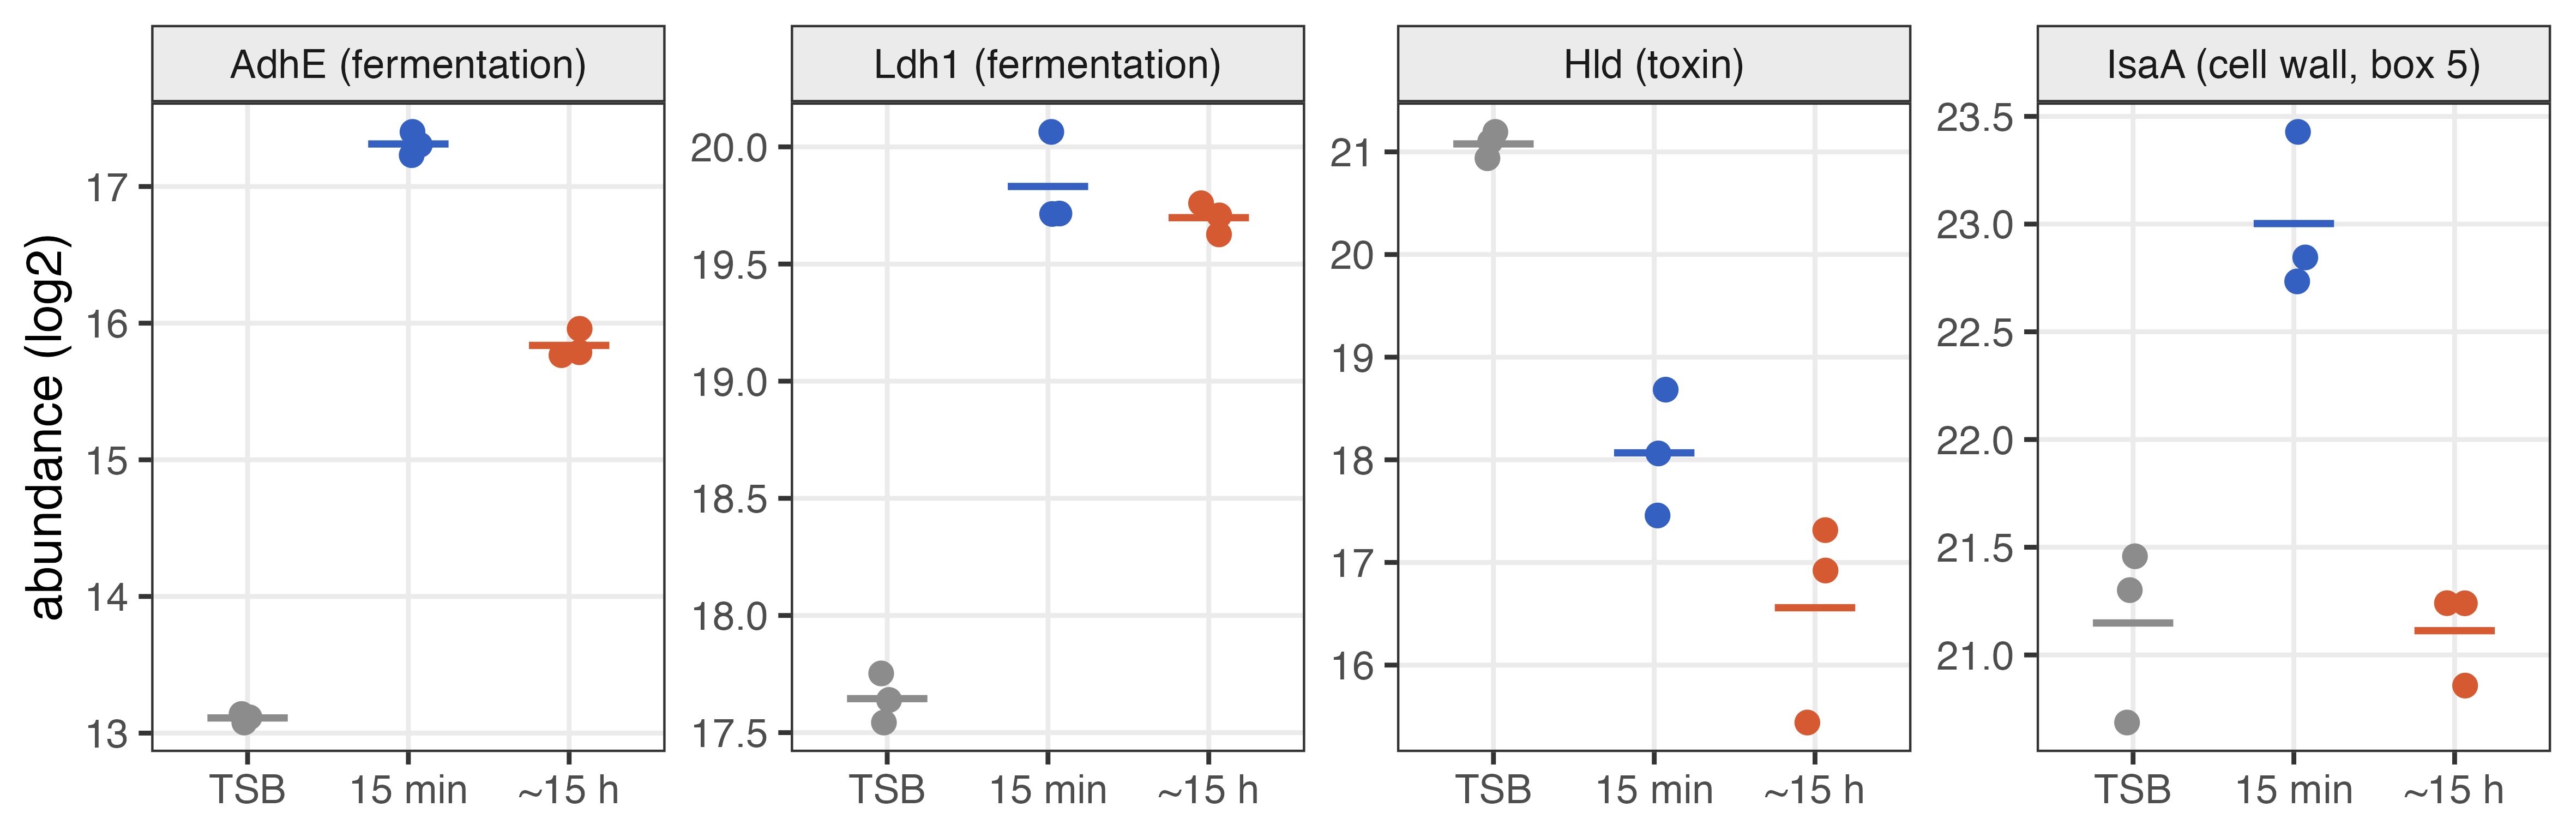 AdhE (fermentation)
Ldh1 (fermentation)
Hld (toxin)
IsaA (cell wall, box 5)
abundance (log2)
17
16
15
14
13
20.0
19.5
19.0
18.5
18.0
17.5
21
20
19
18
17
16
23.5
23.0
22.5
22.0
21.5
21.0
TSB 15 min ~15 h
TSB 15 min ~15 h
TSB 15 min ~15 h
TSB 15 min ~15 h